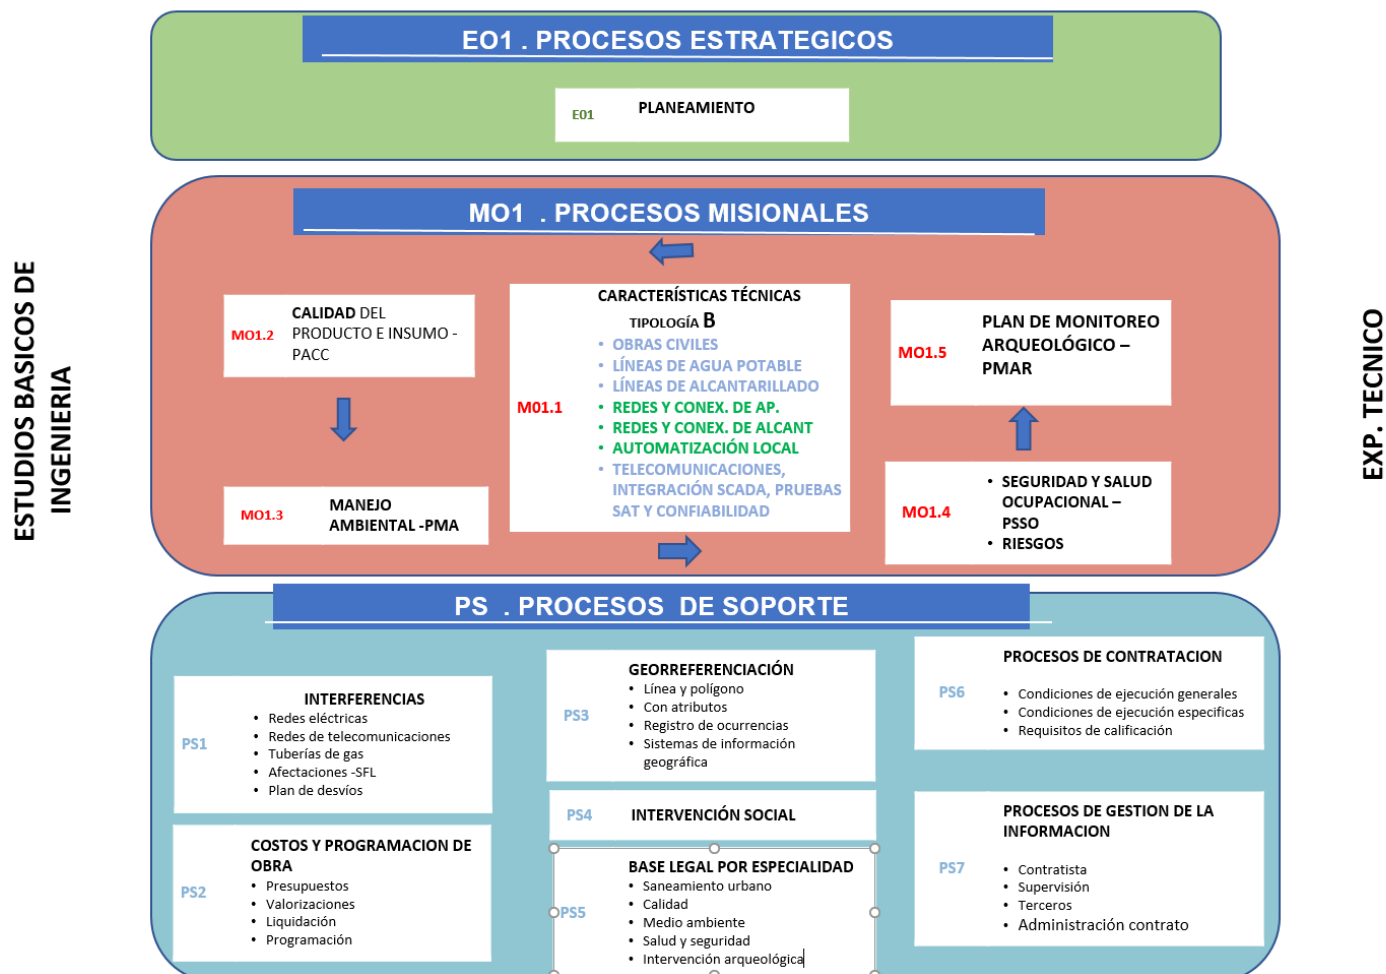 EO1 . PROCESOS ESTRATEGICOS
E01
PLANEAMIENTO
ESTUDIOS BASICOS DE
INGENIERIA
MO1 . PROCESOS MISIONALES
MO1.2
CALIDAD DEL
PRODUCTO E INSUMO -
PACC
MO1.3
MANEJO
AMBIENTAL -PMA
M01.1
CARACTERÍSTICAS TÉCNICAS
TIPOLOGÍA B
• OBRAS CIVILES
• LÍNEAS DE AGUA POTABLE
• LÍNEAS DE ALCANTARILLADO
• REDES Y CONEX. DE AP.
• REDES Y CONEX. DE ALCANT
• AUTOMATIZACIÓN LOCAL
• TELECOMUNICACIONES,
INTEGRACIÓN SCADA, PRUEBAS
SAT Y CONFIABILIDAD
MO1.5
PLAN DE MONITOREO
ARQUEOLÓGICO –
PMAR
MO1.4
• SEGURIDAD Y SALUD
OCUPACIONAL –
PSSO
• RIESGOS
EXP. TECNICO
PS . PROCESOS DE SOPORTE
PS1
INTERFERENCIAS
• Redes eléctricas
• Redes de telecomunicaciones
• Tuberías de gas
• Afectaciones -SFL
• Plan de desvíos
PS2
COSTOS Y PROGRAMACION DE
OBRA
• Presupuestos
• Valorizaciones
• Liquidación
• Programación
PS3
GEORREFERENCIACIÓN
• Línea y polígono
• Con atributos
• Registro de ocurrencias
• Sistemas de información
geográfica
PS4
INTERVENCIÓN SOCIAL
PS5
BASE LEGAL POR ESPECIALIDAD
• Saneamiento urbano
• Calidad
• Medio ambiente
• Salud y seguridad
• Intervención arqueológica
PS6
PROCESOS DE CONTRATACION
• Condiciones de ejecución generales
• Condiciones de ejecución especificas
• Requisitos de calificación
PS7
PROCESOS DE GESTION DE LA
INFORMACION
• Contratista
• Supervisión
• Terceros
• Administración contrato